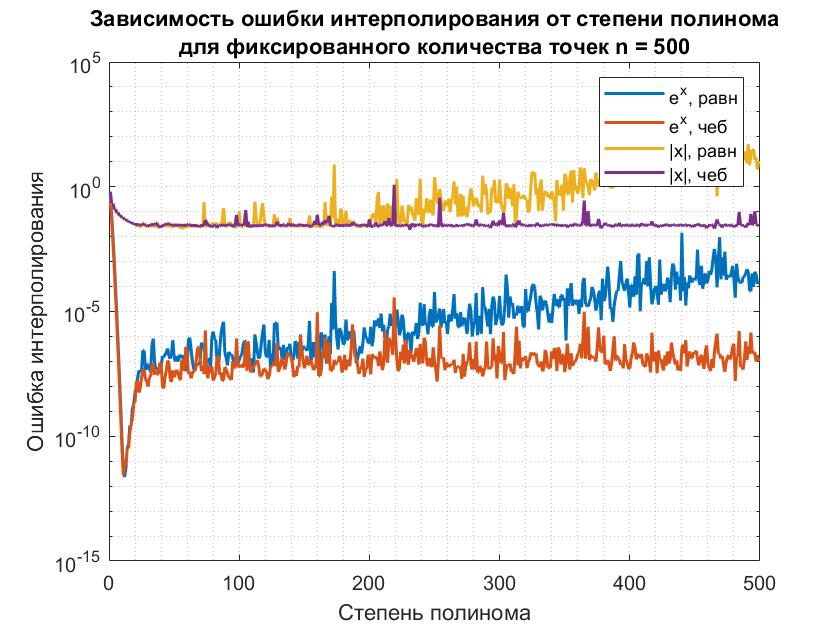 Зависимость ошибки интерполирования от степени полинома
для фиксированного количества точек n = 500
10^5
10^0
10^-5
10^-10
10^-15
Ошибка интерполирования
e^x, равн
e^x, чеб
|x|, равн
|x|, чеб
0 100 200 300 400 500
Степень полинома